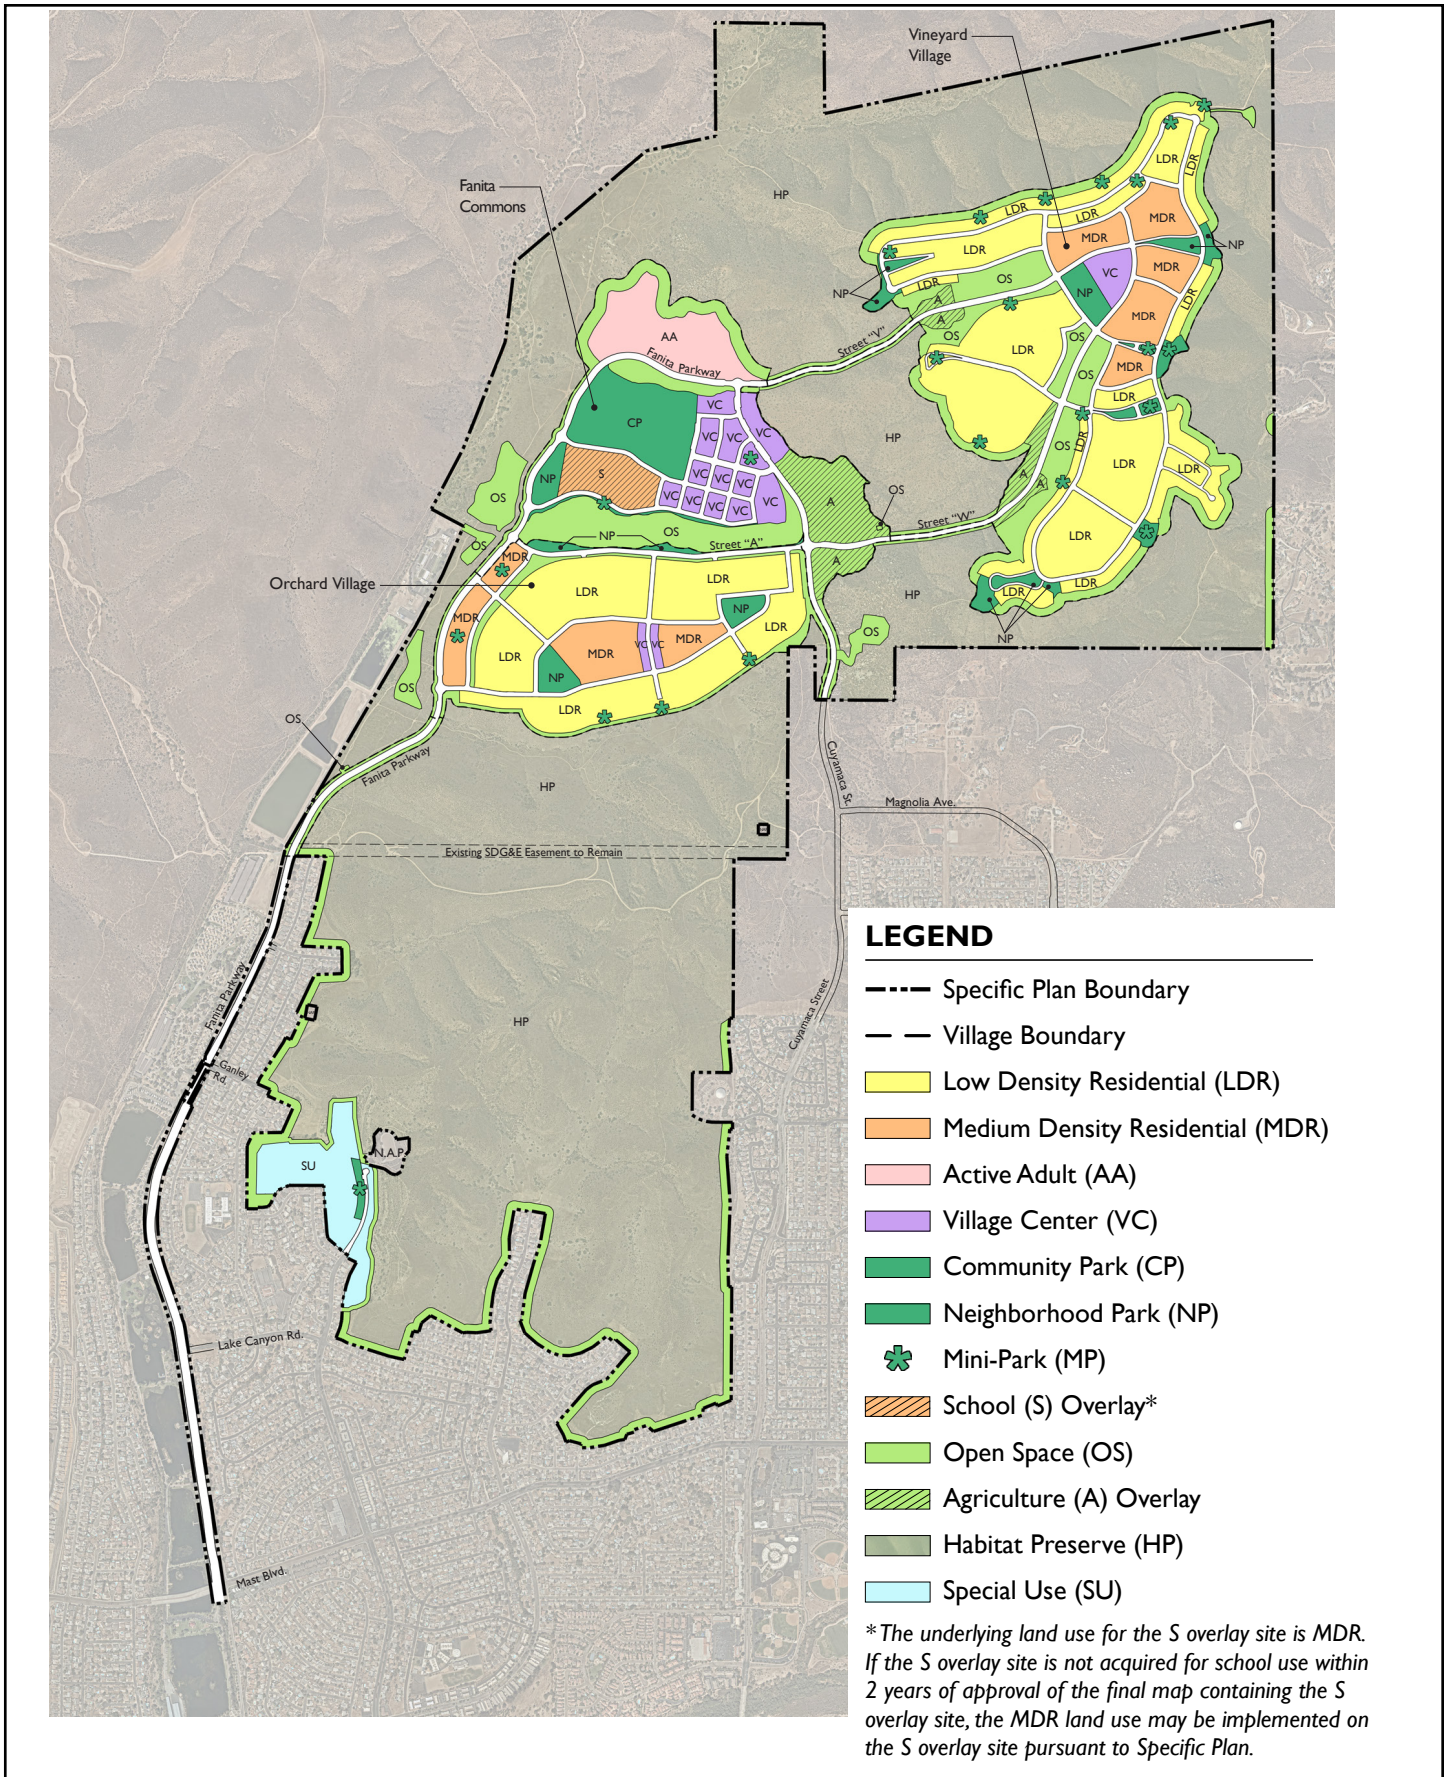 Vineyard
Village
Fanita
Commons
HP
LDR
LDR
LDR
LDR
LDR
MDR
MDR
LDR
NP
VC
MDR
OS
NP
LDR
NP
LDR
A
A
MDR
OS
LDR
OS
Street "V"
AA
Fanita Parkway
OS
MDR
LDR
CP
VC
VC
VC
VC
HP
OS
LDR
LDR
LDR
S
NP
VC
VC
VC
VC
VC
VC
VC
VC
A
A
A
OS
OS
Street "W"
OS
NP
OS
Street "A"
LDR
OS
MDR
A
Orchard Village
LDR
LDR
HP
LDR
LDR
NP
NP
MDR
LDR
OS
MDR
VC
VC
MDR
LDR
NP
OS
LDR
OS
Fanita Parkway
Cuyamaca St.
HP
Magnolia Ave.
Existing SDG&E Easement to Remain
Fanita Parkway
HP
Cuyamaca Street
Ganley
Rd.
N.A.P.
SU
Lake Canyon Rd.
Mast Blvd.
LEGEND
Specific Plan Boundary
Village Boundary
Low Density Residential (LDR)
Medium Density Residential (MDR)
Active Adult (AA)
Village Center (VC)
Community Park (CP)
Neighborhood Park (NP)
Mini-Park (MP)
School (S) Overlay*
Open Space (OS)
Agriculture (A) Overlay
Habitat Preserve (HP)
Special Use (SU)
* The underlying land use for the S overlay site is MDR.
If the S overlay site is not acquired for school use within
2 years of approval of the final map containing the S
overlay site, the MDR land use may be implemented on
the S overlay site pursuant to Specific Plan.